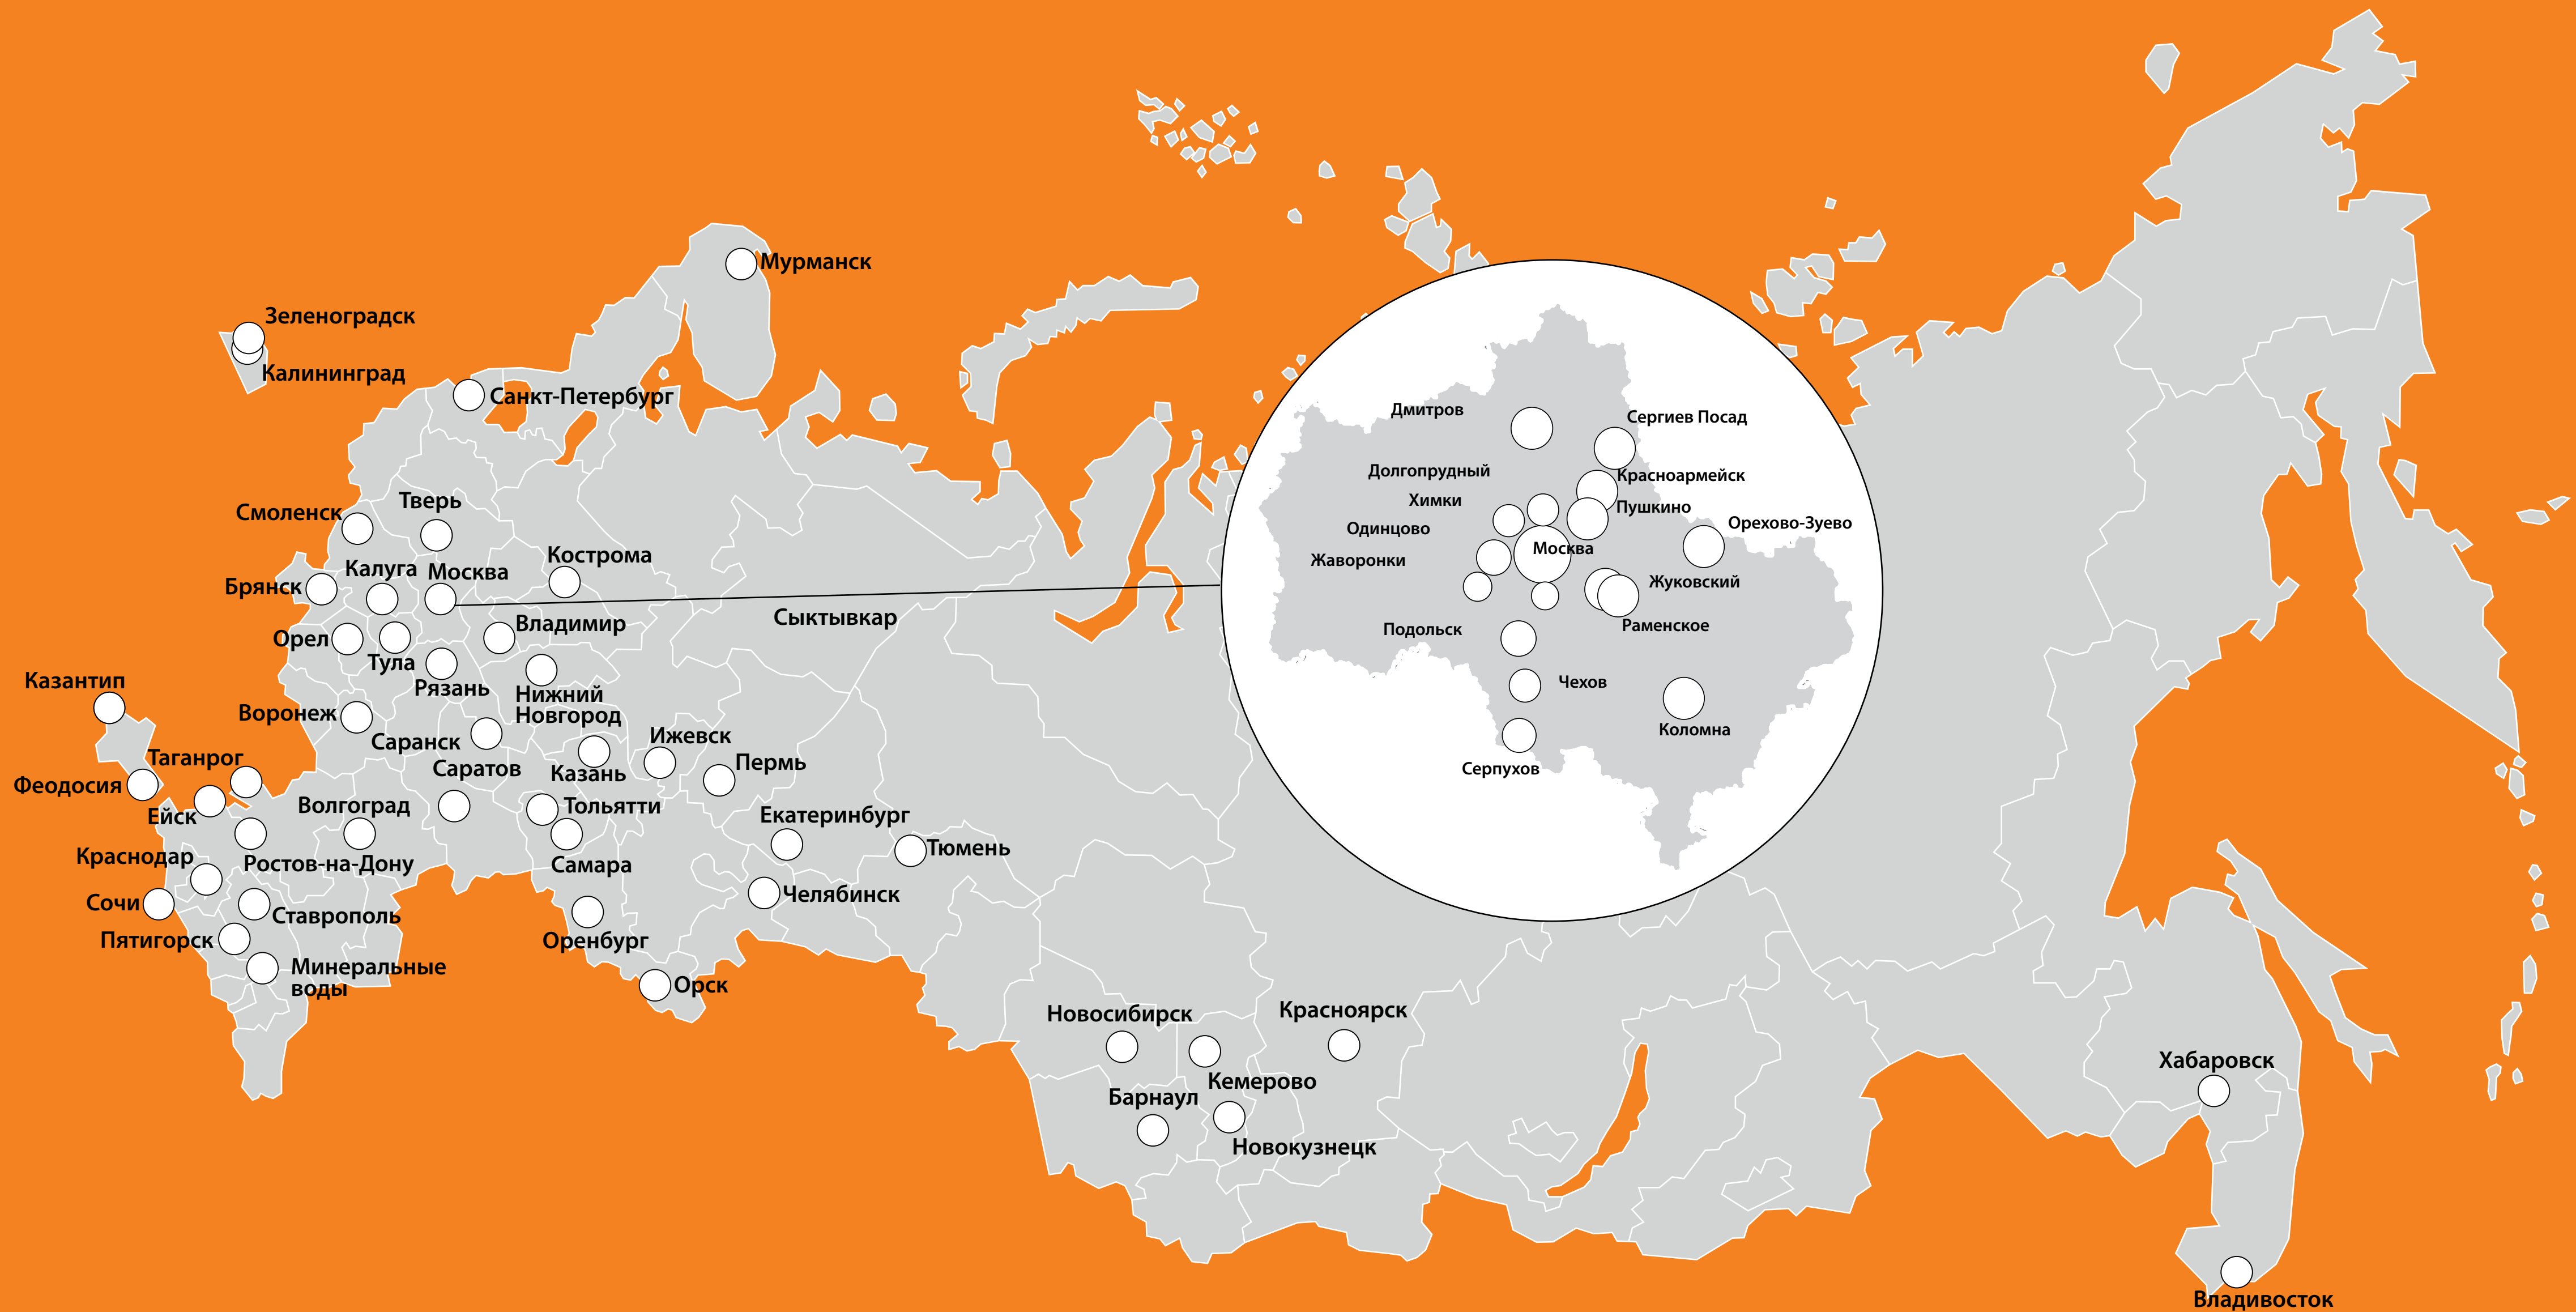 Мурманск
Зеленоградск
Калининград
Санкт-Петербург
Тверь
Смоленск
Кострома
Калуга
Москва
Брянск
Сыктывкар
Владимир
Орел
Тула
Рязань
Нижний
Новгород
Казантип
Воронеж
Саранск
Ижевск
Таганрог
Саратов
Казань
Пермь
Феодосия
Ейск
Волгоград
Тольятти
Екатеринбург
Краснодар
Ростов-на-Дону
Самара
Тюмень
Сочи
Челябинск
Ставрополь
Пятигорск
Оренбург
Минеральные
воды
Орск
Новосибирск
Красноярск
Кемерово
Барнаул
Новокузнецк
Хабаровск
Владивосток
Дмитров
Сергиев Посад
Долгопрудный
Красноармейск
Химки
Пушкино
Одинцово
Орехово-Зуево
Москва
Жаворонки
Жуковский
Подольск
Раменское
Чехов
Коломна
Серпухов